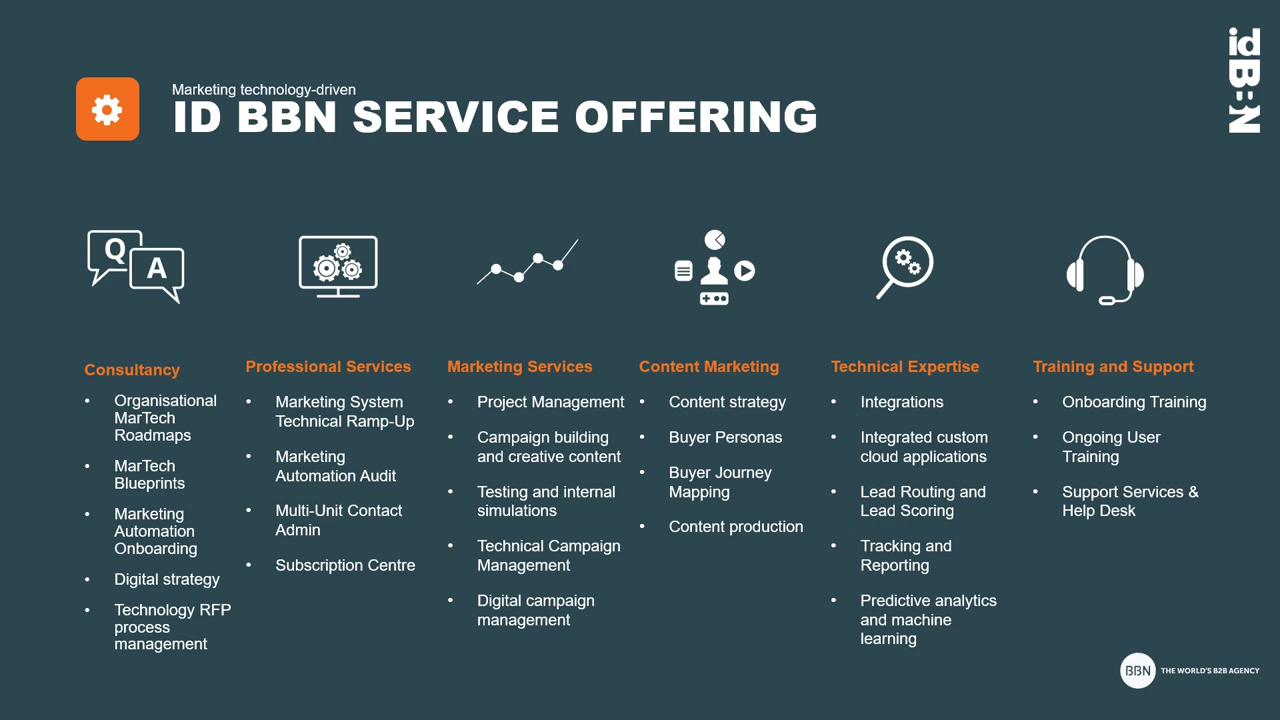 Marketing technology-driven
ID BBN SERVICE OFFERING
id
BBN
Q
A
Consultancy
• Organisational
MarTech
Roadmaps
• MarTech
Blueprints
• Marketing
Automation
Onboarding
• Digital strategy
• Technology RFP
process
management
Professional Services
• Marketing System
Technical Ramp-Up
• Marketing
Automation Audit
• Multi-Unit Contact
Admin
• Subscription Centre
Marketing Services
• Project Management
• Campaign building
and creative content
• Testing and internal
simulations
• Technical Campaign
Management
• Digital campaign
management
Content Marketing
• Content strategy
• Buyer Personas
• Buyer Journey
Mapping
• Content production
Technical Expertise
• Integrations
• Integrated custom
cloud applications
• Lead Routing and
Lead Scoring
• Tracking and
Reporting
• Predictive analytics
and machine
learning
Training and Support
• Onboarding Training
• Ongoing User
Training
• Support Services &
Help Desk
BBN THE WORLD'S B2B AGENCY